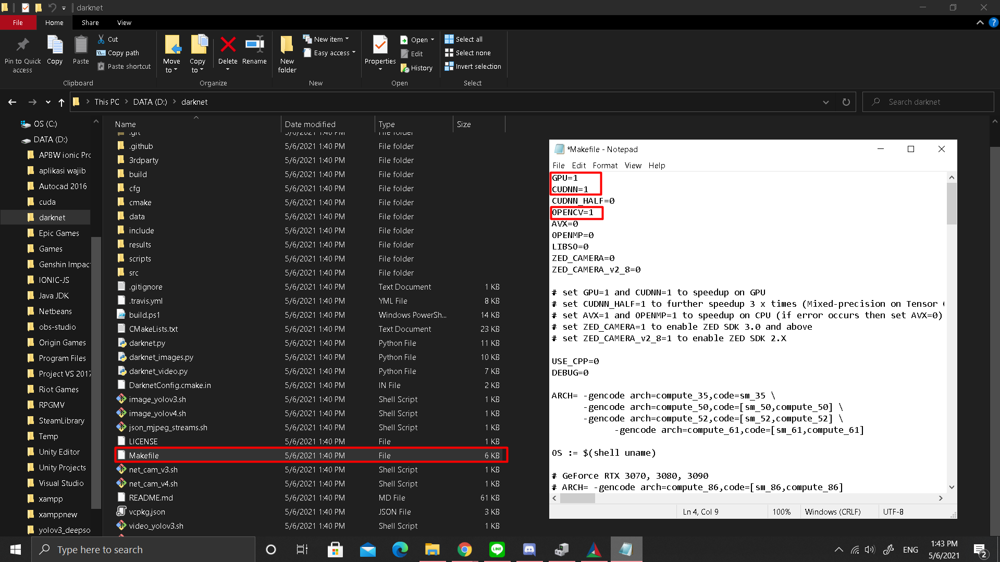 darknet
File Home Share View
Pin to Quick access
Copy
Paste
Cut
Copy path
Paste shortcut
Clipboard
Move to
Copy to
Delete
Rename
Organize
New folder
New item
Easy access
New
Properties
Open
Edit
History
Open
Select all
Select none
Invert selection
Select
This PC > DATA (D:) > darknet
Search darknet
OS (C:)
DATA (D:)
APBW ionic Prc
aplikasi wajib
Autocad 2016
cuda
darknet
Epic Games
Games
Genshin Impac
IONIC-JS
Java JDK
Netbeans
obs-studio
Origin Games
Program Files
Project VS 2017
Riot Games
RPGMV
SteamLibrary
Temp
Unity Editor
Unity Projects
Visual Studio
xampp
xamppnew
yolov3_deepso
Name Date modified Type Size
.git 5/6/2021 1:40 PM File folder
.github 5/6/2021 1:40 PM File folder
3rdparty 5/6/2021 1:40 PM File folder
build 5/6/2021 1:40 PM File folder
cfg 5/6/2021 1:40 PM File folder
cmake 5/6/2021 1:40 PM File folder
data 5/6/2021 1:40 PM File folder
include 5/6/2021 1:40 PM File folder
results 5/6/2021 1:40 PM File folder
scripts 5/6/2021 1:40 PM File folder
src 5/6/2021 1:40 PM File folder
.gitignore 5/6/2021 1:40 PM Text Document 1 KB
.travis.yml 5/6/2021 1:40 PM YML File 8 KB
build.ps1 5/6/2021 1:40 PM Windows PowerSh... 14 KB
CMakeLists.txt 5/6/2021 1:40 PM Text Document 23 KB
darknet.py 5/6/2021 1:40 PM Python File 11 KB
darknet_images.py 5/6/2021 1:40 PM Python File 10 KB
darknet_video.py 5/6/2021 1:40 PM Python File 7 KB
DarknetConfig.cmake.in 5/6/2021 1:40 PM IN File 2 KB
image_yolov3.sh 5/6/2021 1:40 PM Shell Script 1 KB
image_yolov4.sh 5/6/2021 1:40 PM Shell Script 1 KB
json_mjpeg_streams.sh 5/6/2021 1:40 PM Shell Script 1 KB
LICENSE 5/6/2021 1:40 PM File 1 KB
Makefile 5/6/2021 1:40 PM File 6 KB
net_cam_v3.sh 5/6/2021 1:40 PM Shell Script 1 KB
net_cam_v4.sh 5/6/2021 1:40 PM Shell Script 1 KB
README.md 5/6/2021 1:40 PM MD File 61 KB
vcpkg.json 5/6/2021 1:40 PM JSON File 3 KB
video_yolov3.sh 5/6/2021 1:40 PM Shell Script 1 KB
*Makefile - Notepad
File Edit Format View Help
GPU=1
CUDNN=1
CUDNN_HALF=0
OPENCV=1
AVX=0
OPENMP=0
LIBSO=0
ZED_CAMERA=0
ZED_CAMERA_v2_8=0
# set GPU=1 and CUDNN=1 to speedup on GPU
# set CUDNN_HALF=1 to further speedup 3 x times (Mixed-precision on Tensor
# set AVX=1 and OPENMP=1 to speedup on CPU (if error occurs then set AVX=0)
# set ZED_CAMERA=1 to enable ZED SDK 3.0 and above
# set ZED_CAMERA_v2_8=1 to enable ZED SDK 2.X
USE_CPP=0
DEBUG=0
ARCH= -gencode arch=compute_35,code=sm_35 \
-gencode arch=compute_50,code=[sm_50,compute_50] \
-gencode arch=compute_52,code=[sm_52,compute_52] \
-gencode arch=compute_61,code=[sm_61,compute_61]
OS := $(shell uname)
# GeForce RTX 3070, 3080, 3090
# ARCH= -gencode arch=compute_86,code=[sm_86,compute_86]
Ln 4, Col 9 100% Windows (CRLF) UTF-8
Type here to search
LINE
ENG
1:43 PM
5/6/2021
2